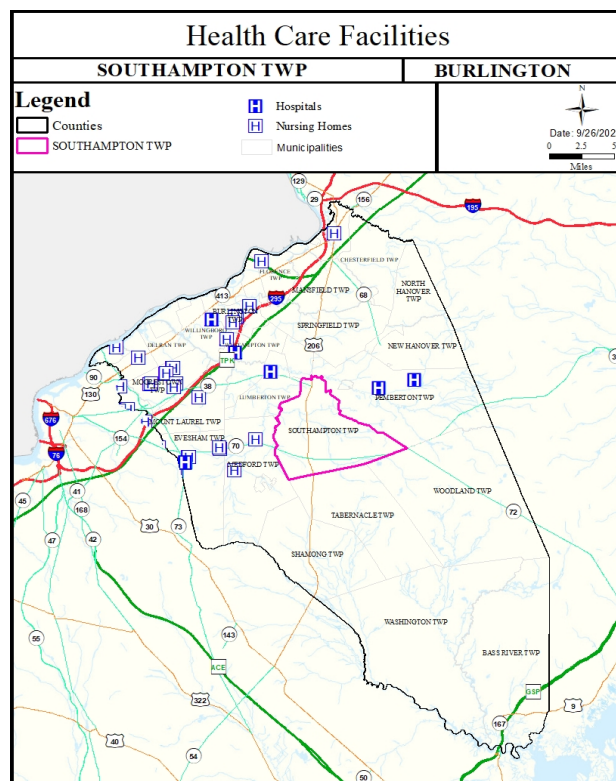 Health Care Facilities
SOUTHAMPTON TWP
BURLINGTON
Legend
Counties
SOUTHAMPTON TWP
H Hospitals
H Nursing Homes
Municipalities
N
Date: 9/26/202
0 2.5 5
Miles
129
29
156
195
CHESTERFIELD TWP
FLORENCE TWP
NORTH HANOVER TWP
MANSFIELD TWP
413
295
68
WILLINGBORO TWP
SPRINGFIELD TWP
206
NEW HANOVER TWP
DELRAN TWP
TPK
90
130
38
LUMBERTON TWP
PEMBERTON TWP
676
MOUNT LAUREL TWP
SOUTHAMPTON TWP
154
EVESHAM TWP
70
76
MEDFORD TWP
WOODLAND TWP
45
41
168
72
30
73
TABERNACLE TWP
47
42
SHAMONG TWP
WASHINGTON TWP
55
143
BASS RIVER TWP
ACE
GSP
322
9
167
40
54
50